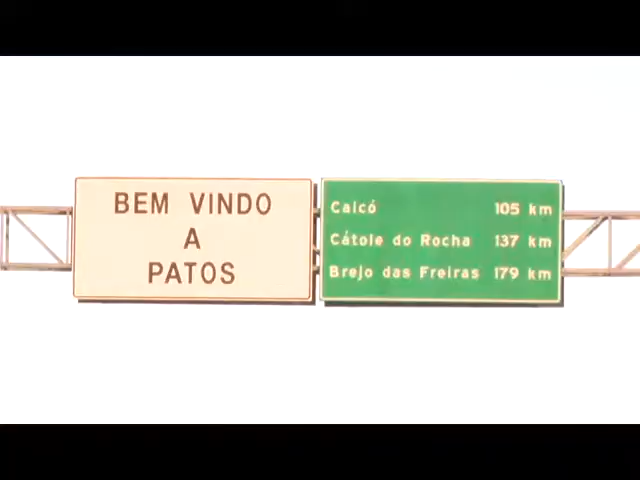 BEM VINDO
A
PATOS
Caicó 105 km
Cátole do Rocha 137 km
Brejo das Freiras 179 km